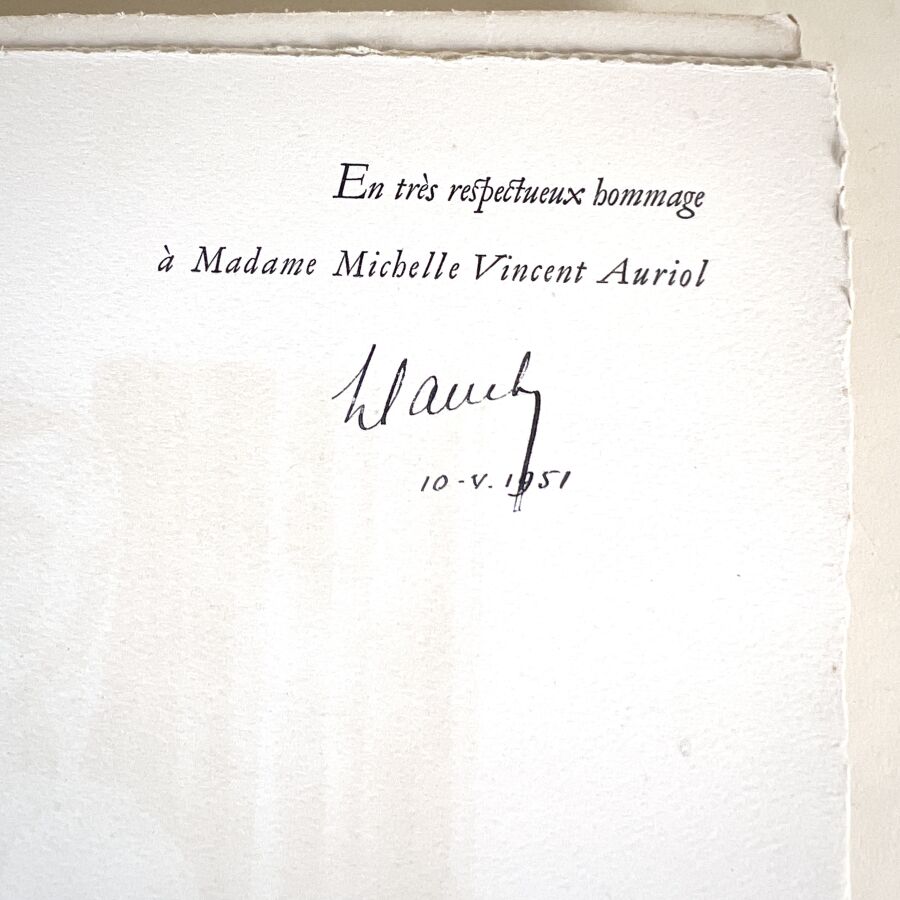 En très respectueux hommage
à Madame Michelle Vincent Auriol
10-V.1951